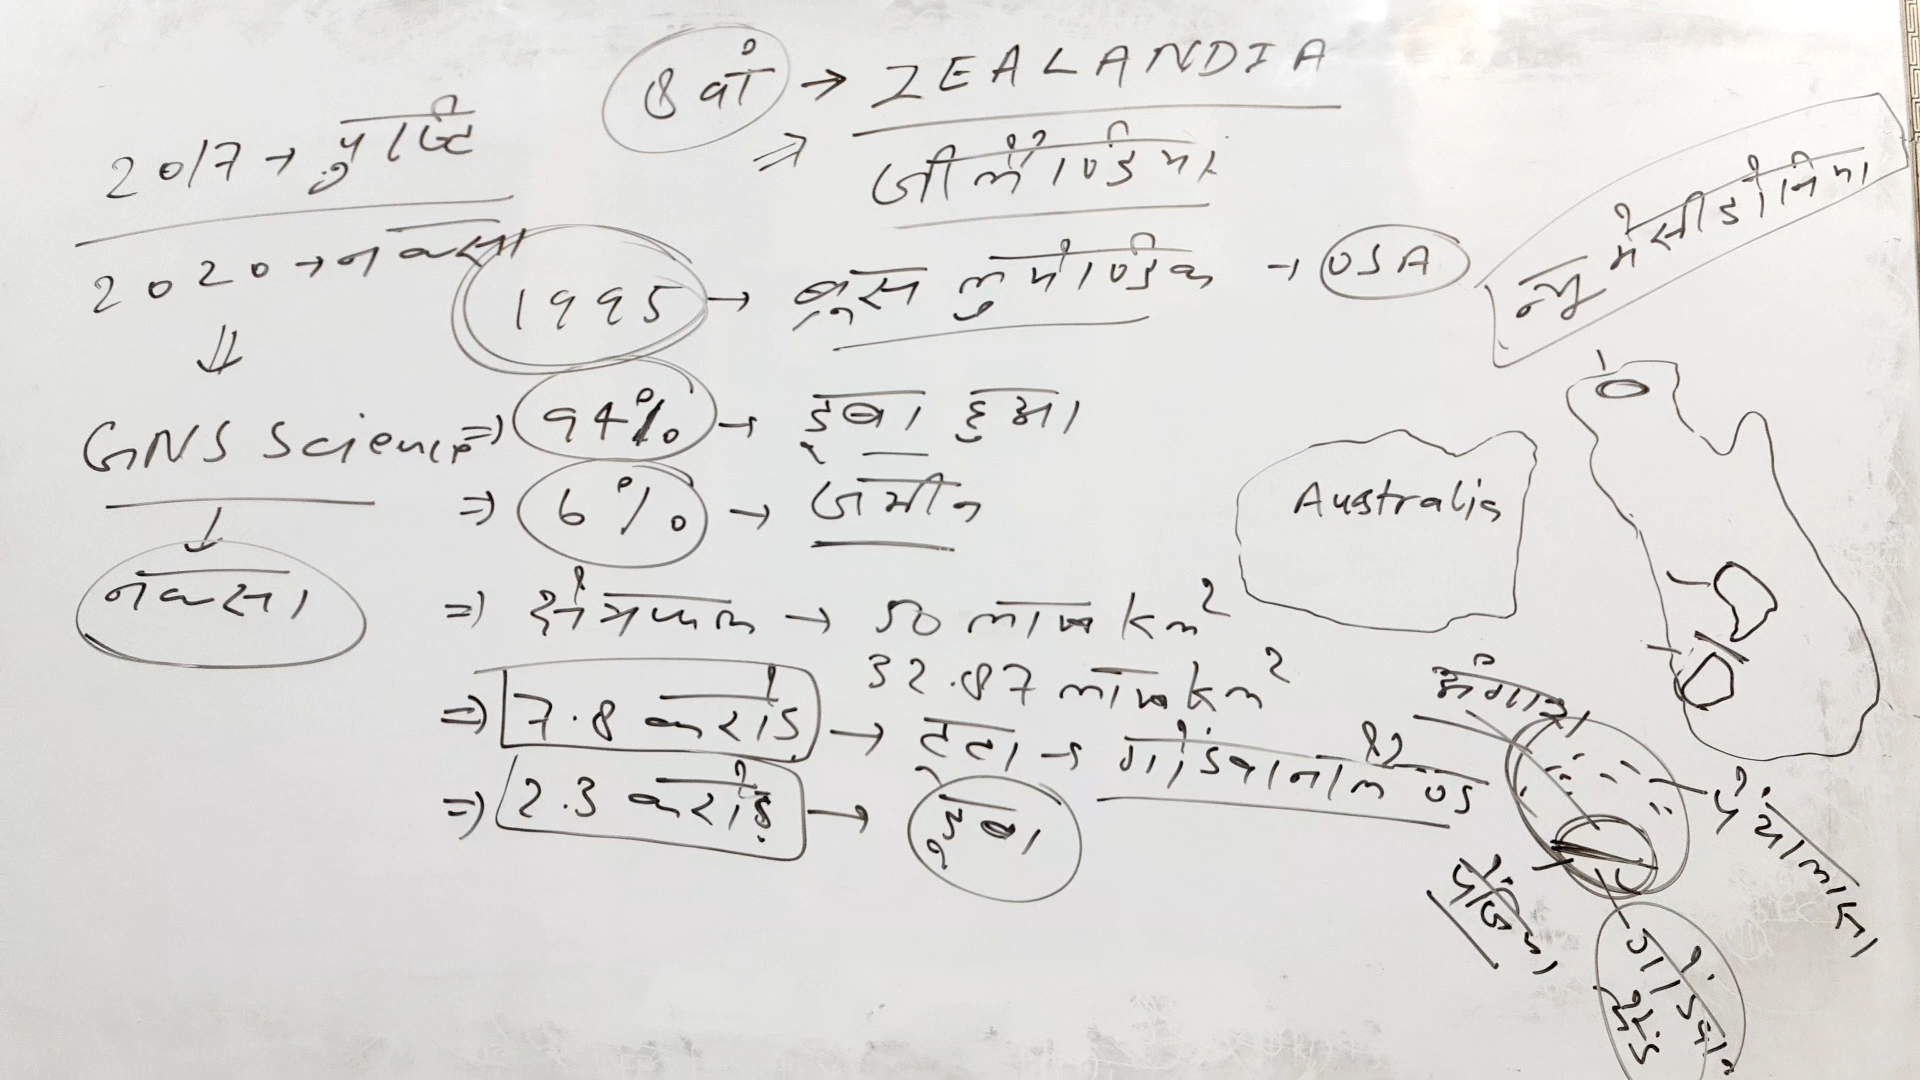 8 वां → ZEALANDIA
⇒ जीलैण्डिया
2017 → पुष्टि
2020 → नक्सा
⇓
GNS Science
↓
नक्सा
1995 → ब्रूस लुयेण्डिक → USA
⇒ 94% → डूबा हुआ
⇒ 6% → जमीन
⇒ क्षेत्रफल → 50 लाख km²
32.87 लाख km²
⇒ 7.8 करोड़ → टूटा → गोंडवानालैण्ड
⇒ 2.3 करोड़ → डूबा
Australia
अंगारा
पैंथालासा
पैंजिया